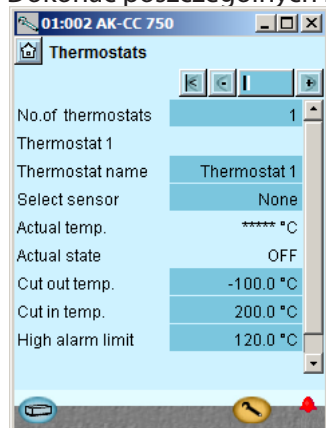 Dokonać poszczególnych
01:002 AK-CC 750
Thermostats
No.of thermostats 1
Thermostat 1
Thermostat name Thermostat 1
Select sensor None
Actual temp. ***** °C
Actual state OFF
Cut out temp. -100.0 °C
Cut in temp. 200.0 °C
High alarm limit 120.0 °C